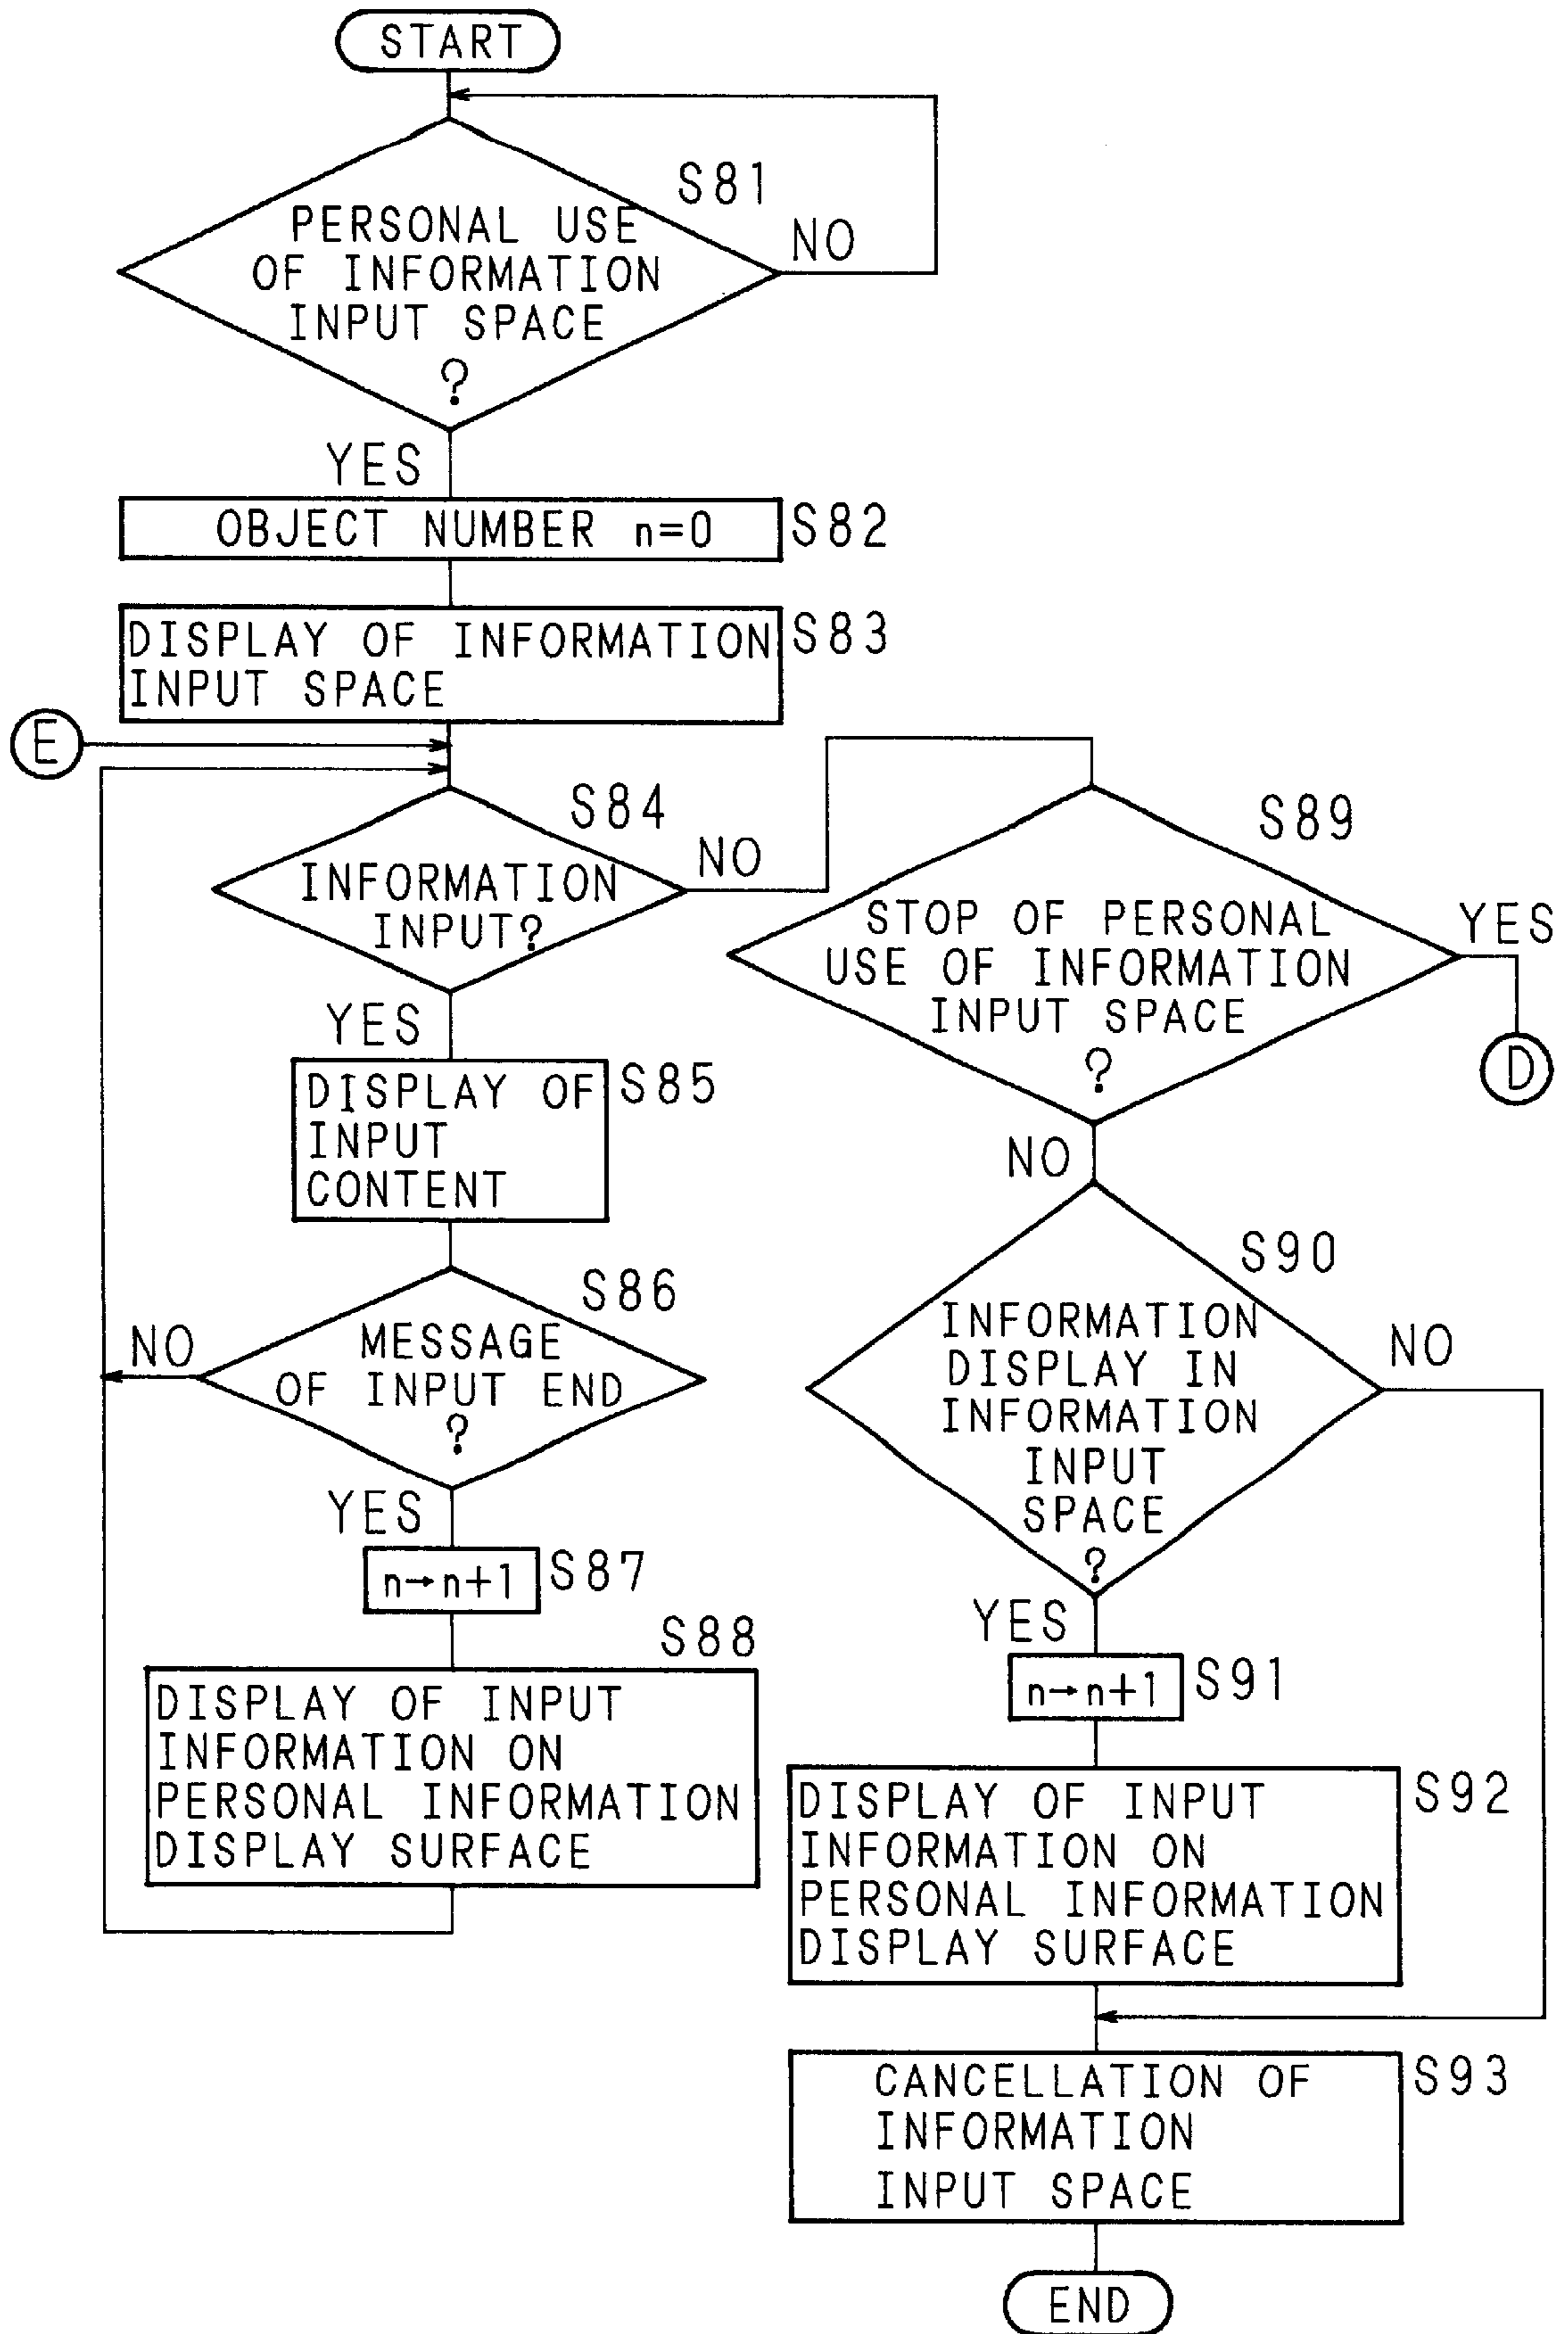 START
S81
PERSONAL USE
OF INFORMATION
INPUT SPACE
?
NO
YES
OBJECT NUMBER n=0
S82
DISPLAY OF INFORMATION
INPUT SPACE
S83
E
S84
INFORMATION
INPUT?
NO
YES
DISPLAY OF
INPUT
CONTENT
S85
S86
MESSAGE
OF INPUT END
?
NO
YES
n→n+1
S87
S88
DISPLAY OF INPUT
INFORMATION ON
PERSONAL INFORMATION
DISPLAY SURFACE
S89
STOP OF PERSONAL
USE OF INFORMATION
INPUT SPACE
?
YES
D
NO
S90
INFORMATION
DISPLAY IN
INFORMATION
INPUT
SPACE
?
NO
YES
n→n+1
S91
DISPLAY OF INPUT
INFORMATION ON
PERSONAL INFORMATION
DISPLAY SURFACE
S92
CANCELLATION OF
INFORMATION
INPUT SPACE
S93
END